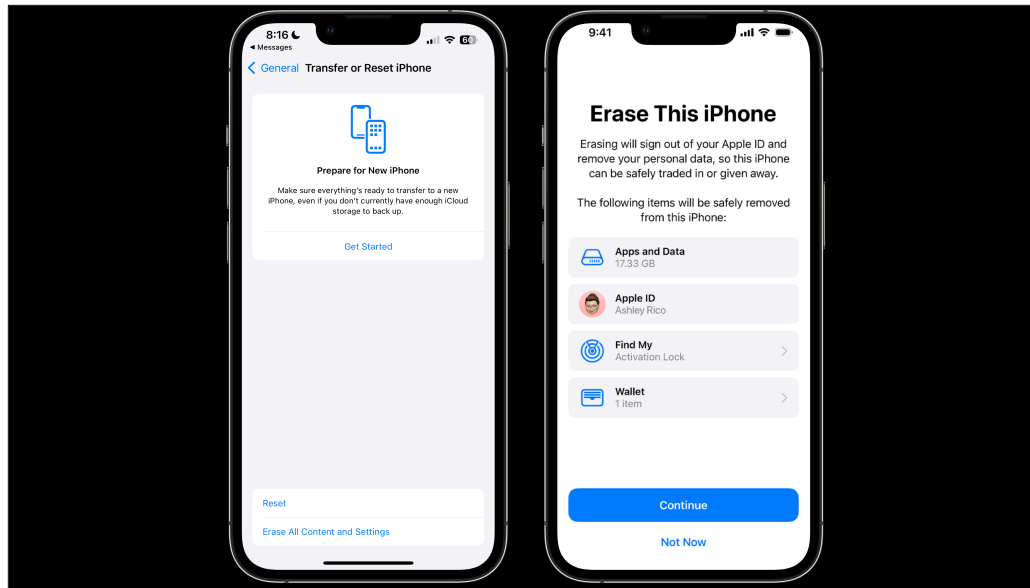 8:16
60
◀ Messages
General Transfer or Reset iPhone
Prepare for New iPhone
Make sure everything's ready to transfer to a new
iPhone, even if you don't currently have enough iCloud
storage to back up.
Get Started
Reset
Erase All Content and Settings
9:41
Erase This iPhone
Erasing will sign out of your Apple ID and
remove your personal data, so this iPhone
can be safely traded in or given away.
The following items will be safely removed
from this iPhone:
Apps and Data
17.33 GB
Apple ID
Ashley Rico
Find My
Activation Lock
Wallet
1 item
Continue
Not Now